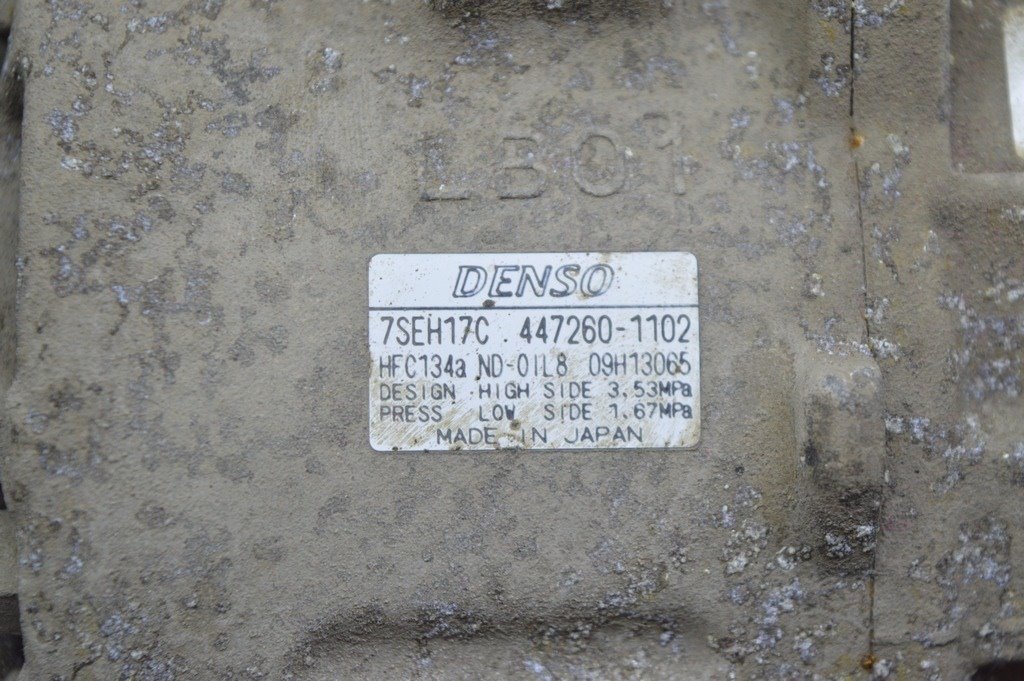 LB01
DENSO
7SEH17C 447260-1102
HFC134a ND-OIL8 09H13065
DESIGN HIGH SIDE 3.53MPa
PRESS LOW SIDE 1.67MPa
MADE IN JAPAN